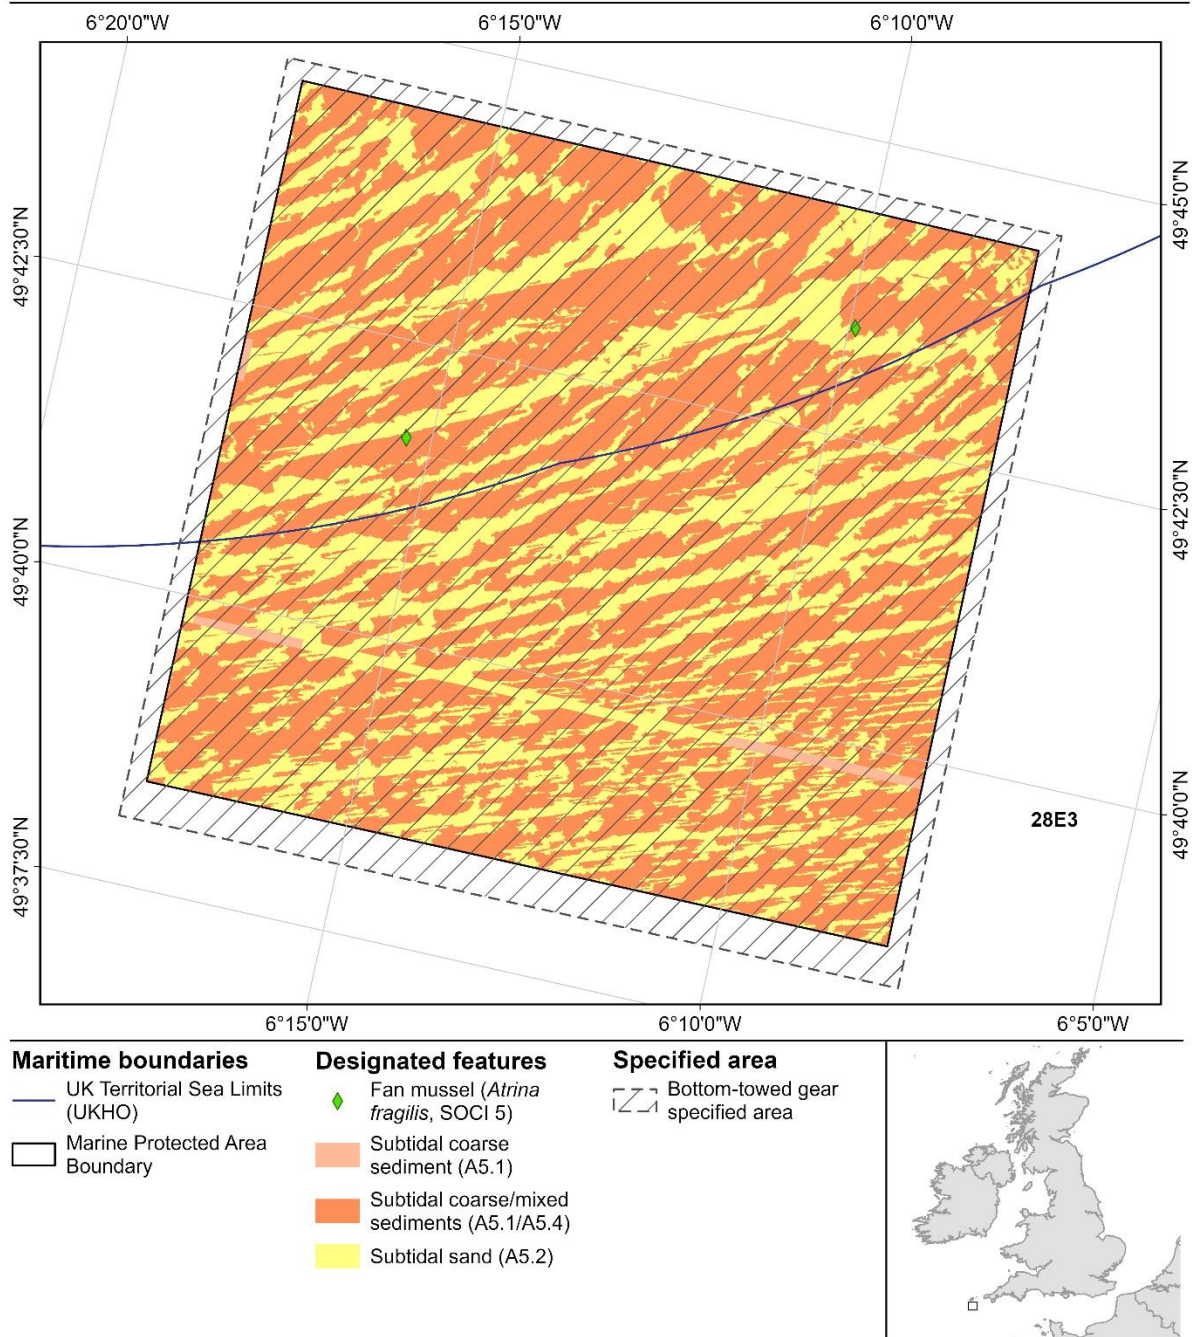 6°20'0"W
6°15'0"W
6°10'0"W
49°45'0"N
49°42'30"N
49°42'30"N
49°40'0"N
49°40'0"N
49°37'30"N
28E3
6°15'0"W
6°10'0"W
6°5'0"W
Maritime boundaries
UK Territorial Sea Limits
(UKHO)
Marine Protected Area
Boundary
Designated features
Fan mussel (Atrina
fragilis, SOCI 5)
Subtidal coarse
sediment (A5.1)
Subtidal coarse/mixed
sediments (A5.1/A5.4)
Subtidal sand (A5.2)
Specified area
Bottom-towed gear
specified area